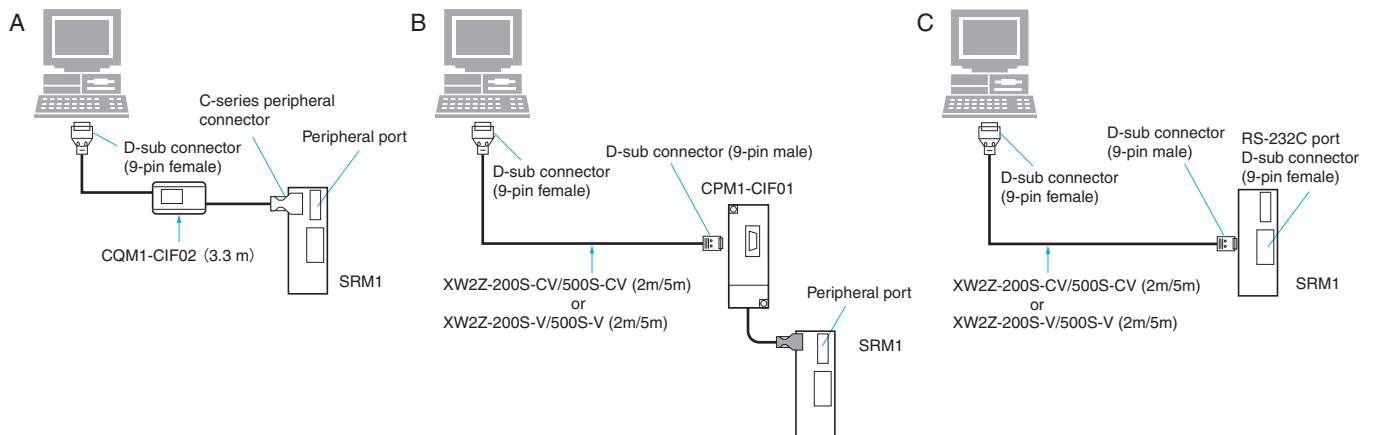 A
C-series peripheral
connector
Peripheral port
D-sub connector
(9-pin female)
CQM1-CIF02 (3.3 m)
SRM1
B
D-sub connector (9-pin male)
D-sub connector
(9-pin female)
CPM1-CIF01
XW2Z-200S-CV/500S-CV (2m/5m)
or
XW2Z-200S-V/500S-V (2m/5m)
Peripheral port
SRM1
C
D-sub connector
(9-pin male)
RS-232C port
D-sub connector
(9-pin female)
D-sub connector
(9-pin female)
XW2Z-200S-CV/500S-CV (2m/5m)
or
XW2Z-200S-V/500S-V (2m/5m)
SRM1